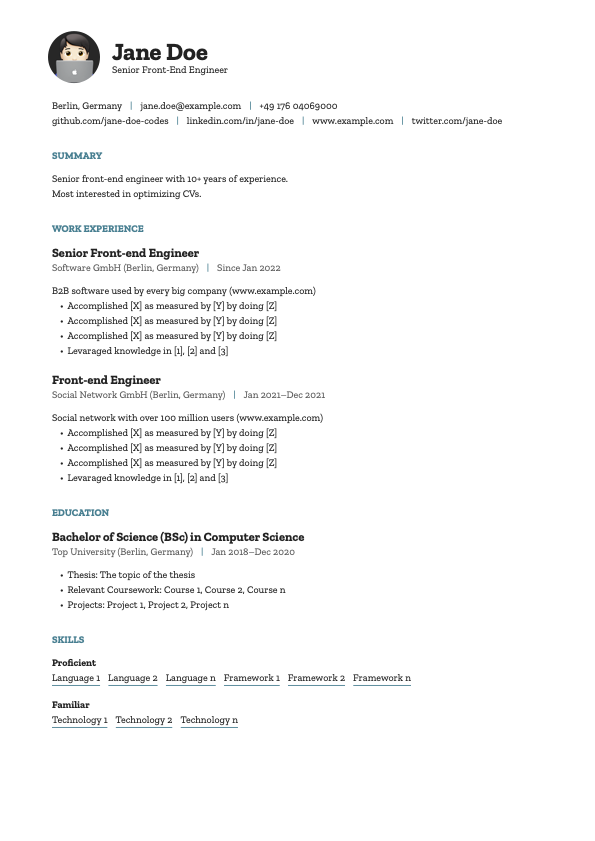 Jane Doe
Senior Front-End Engineer
Berlin, Germany | jane.doe@example.com | +49 176 04069000
github.com/jane-doe-codes | linkedin.com/in/jane-doe | www.example.com | twitter.com/jane-doe
SUMMARY
Senior front-end engineer with 10+ years of experience.
Most interested in optimizing CVs.
WORK EXPERIENCE
Senior Front-end Engineer
Software GmbH (Berlin, Germany) | Since Jan 2022
B2B software used by every big company (www.example.com)
• Accomplished [X] as measured by [Y] by doing [Z]
• Accomplished [X] as measured by [Y] by doing [Z]
• Accomplished [X] as measured by [Y] by doing [Z]
• Levaraged knowledge in [1], [2] and [3]
Front-end Engineer
Social Network GmbH (Berlin, Germany) | Jan 2021–Dec 2021
Social network with over 100 million users (www.example.com)
• Accomplished [X] as measured by [Y] by doing [Z]
• Accomplished [X] as measured by [Y] by doing [Z]
• Accomplished [X] as measured by [Y] by doing [Z]
• Levaraged knowledge in [1], [2] and [3]
EDUCATION
Bachelor of Science (BSc) in Computer Science
Top University (Berlin, Germany) | Jan 2018–Dec 2020
• Thesis: The topic of the thesis
• Relevant Coursework: Course 1, Course 2, Course n
• Projects: Project 1, Project 2, Project n
SKILLS
Proficient
Language 1 Language 2 Language n Framework 1 Framework 2 Framework n
Familiar
Technology 1 Technology 2 Technology n